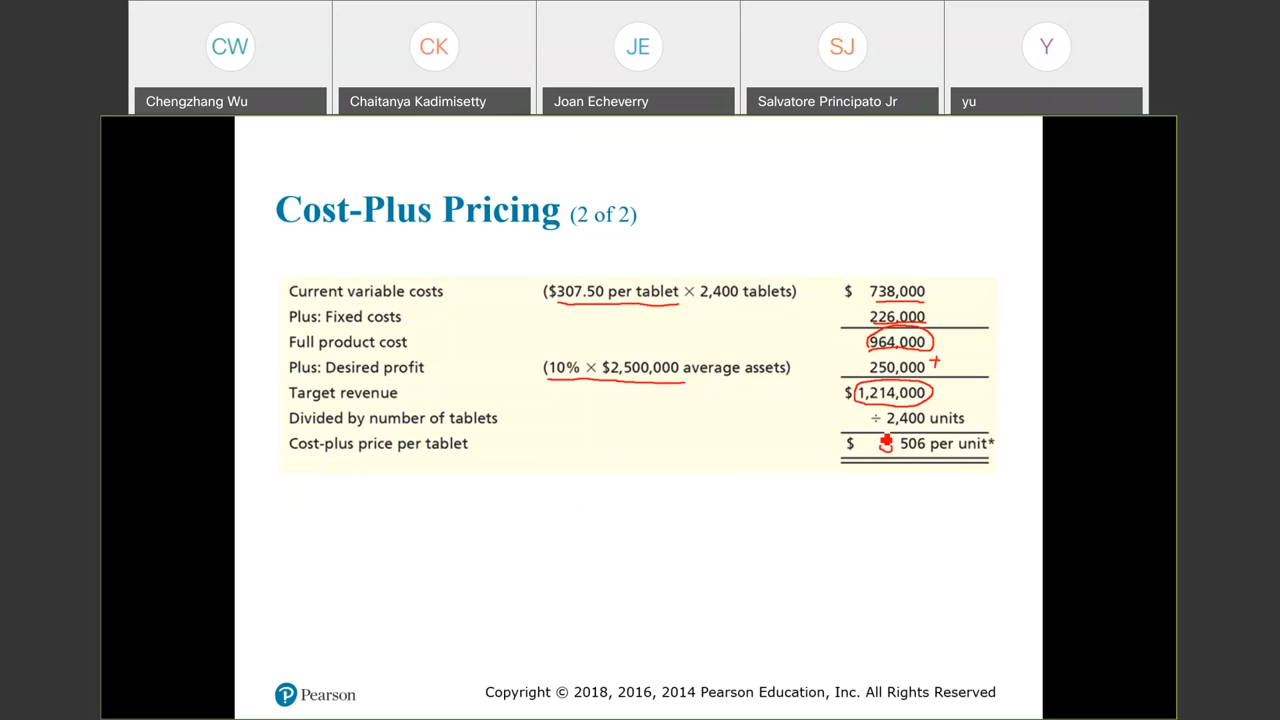 CW CK JE SJ Y
Chengzhang Wu Chaitanya Kadimisetty Joan Echeverry Salvatore Principato Jr yu
Cost-Plus Pricing (2 of 2)
Current variable costs ($307.50 per tablet × 2,400 tablets) $ 738,000
Plus: Fixed costs 226,000
Full product cost 964,000
Plus: Desired profit (10% × $2,500,000 average assets) 250,000 +
Target revenue $ 1,214,000
Divided by number of tablets ÷ 2,400 units
Cost-plus price per tablet $ 506 per unit*
Pearson Copyright © 2018, 2016, 2014 Pearson Education, Inc. All Rights Reserved